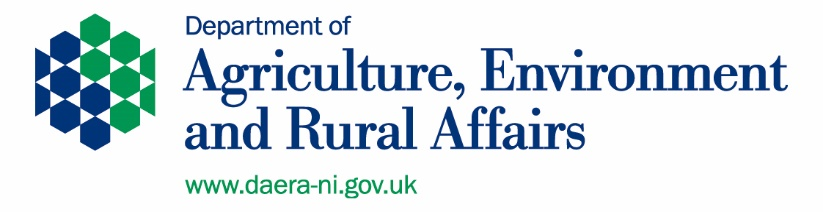 Department of
Agriculture, Environment
and Rural Affairs
www.daera-ni.gov.uk